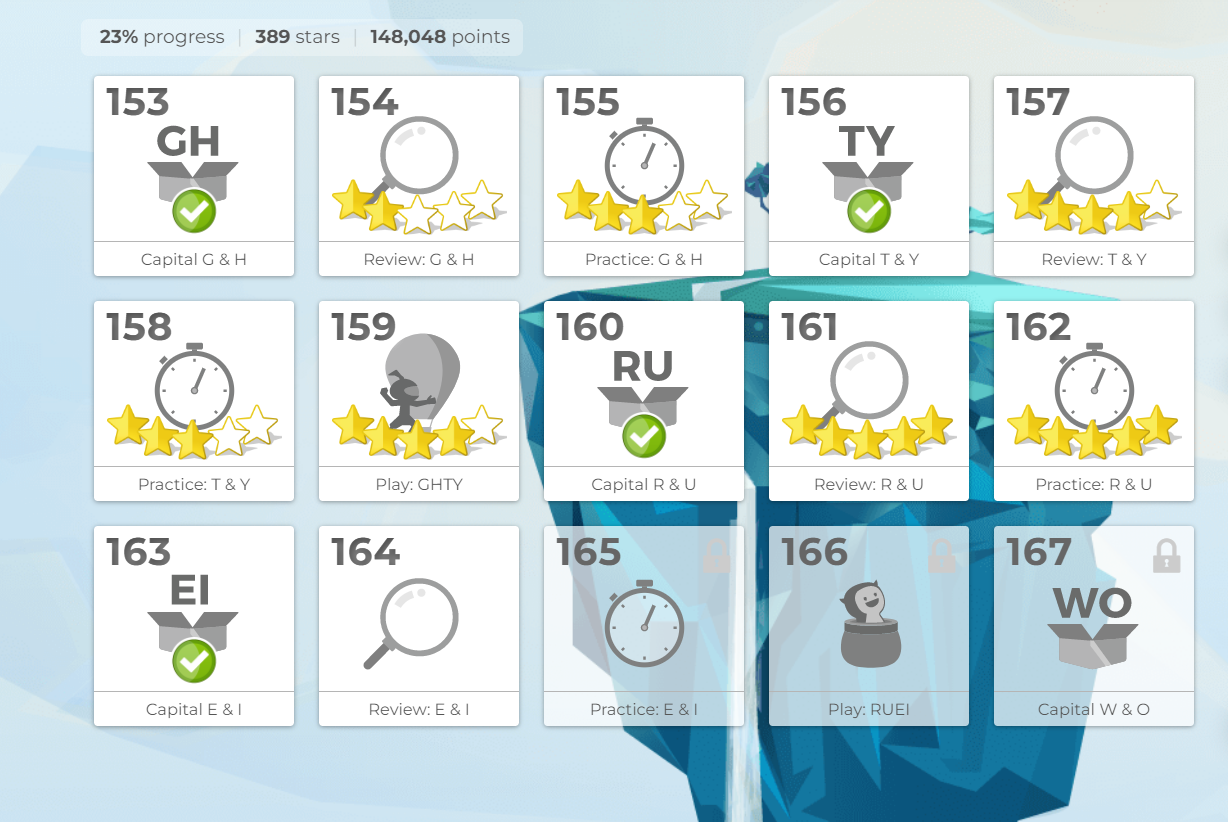 23% progress | 389 stars | 148,048 points
153
GH
Capital G & H
154
Review: G & H
155
Practice: G & H
156
TY
Capital T & Y
157
Review: T & Y
158
Practice: T & Y
159
Play: GHTY
160
RU
Capital R & U
161
Review: R & U
162
Practice: R & U
163
EI
Capital E & I
164
Review: E & I
165
Practice: E & I
166
Play: RUEI
167
WO
Capital W & O